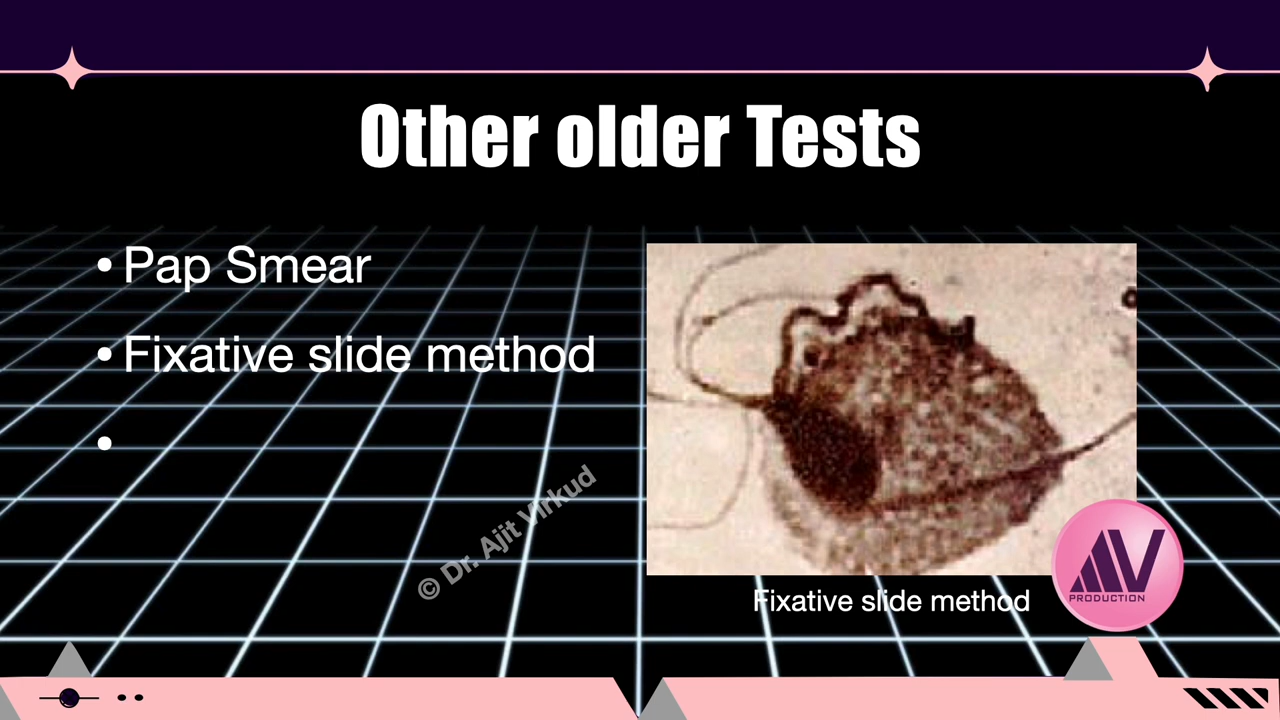 Other older Tests
• Pap Smear
• Fixative slide method
•
© Dr. Ajit Virkud
Fixative slide method
AV
PRODUCTION